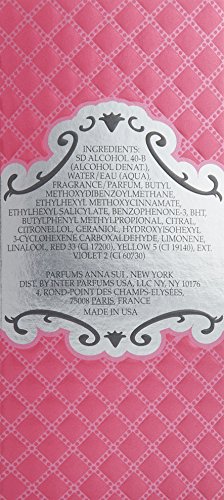 INGREDIENTS:
SD ALCOHOL 40-B
(ALCOHOL DENAT.),
WATER/EAU (AQUA),
FRAGRANCE/PARFUM, BUTYL
METHOXYDIBENZOYLMETHANE,
ETHYLHEXYL METHOXYCINNAMATE,
ETHYLHEXYL SALICYLATE, BENZOPHENONE-3, BHT,
BUTYLPHENYL METHYLPROPIONAL, CITRAL,
CITRONELLOL, GERANIOL, HYDROXYISOHEXYL
3-CYCLOHEXENE CARBOXALDEHYDE, LIMONENE,
LINALOOL, RED 33 (CI 17200), YELLOW 5 (CI 19140), EXT.
VIOLET 2 (CI 60730)
PARFUMS ANNA SUI, NEW YORK
DIST. BY INTER PARFUMS USA, LLC NY, NY 10176
4, ROND-POINT DES CHAMPS-ELYSÉES,
75008 PARIS, FRANCE
MADE IN USA